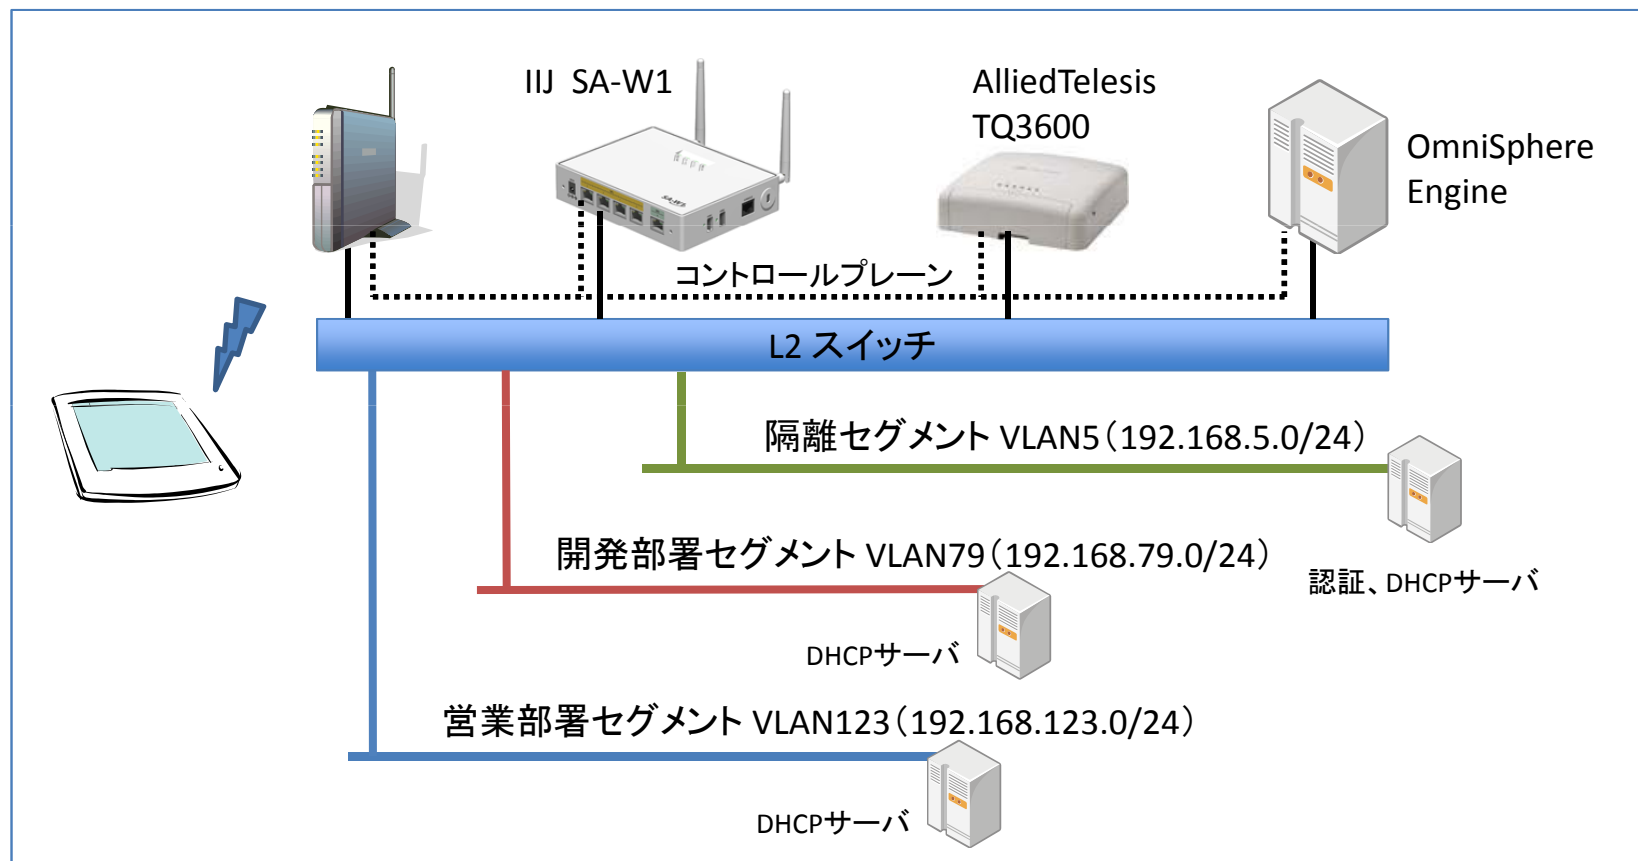 IIJ SA-W1
AlliedTelesis
TQ3600
OmniSphere
Engine
コントロールプレーン
L2 スイッチ
隔離セグメント VLAN5(192.168.5.0/24)
開発部署セグメント VLAN79(192.168.79.0/24)
認証、DHCPサーバ
DHCPサーバ
営業部署セグメント VLAN123(192.168.123.0/24)
DHCPサーバ